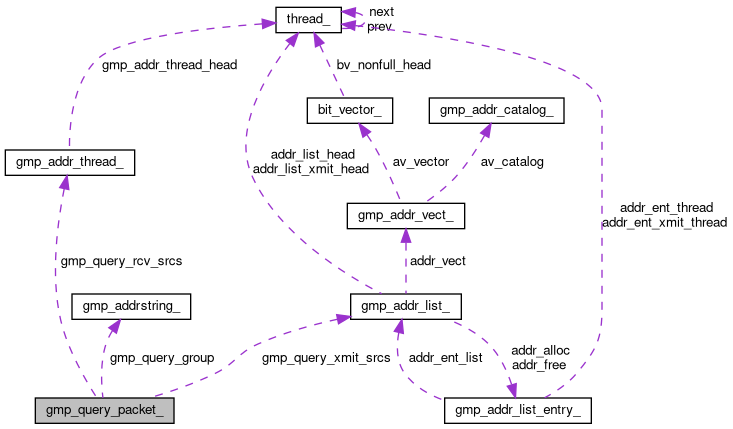 thread_
next
prev
gmp_addr_thread_head
bv_nonfull_head
bit_vector_
gmp_addr_catalog_
gmp_addr_thread_
addr_list_head
addr_list_xmit_head
av_vector
av_catalog
gmp_addr_vect_
addr_ent_thread
addr_ent_xmit_thread
gmp_query_rcv_srcs
addr_vect
gmp_addrstring_
gmp_addr_list_
gmp_query_group
gmp_query_xmit_srcs
addr_ent_list
addr_alloc
addr_free
gmp_query_packet_
gmp_addr_list_entry_